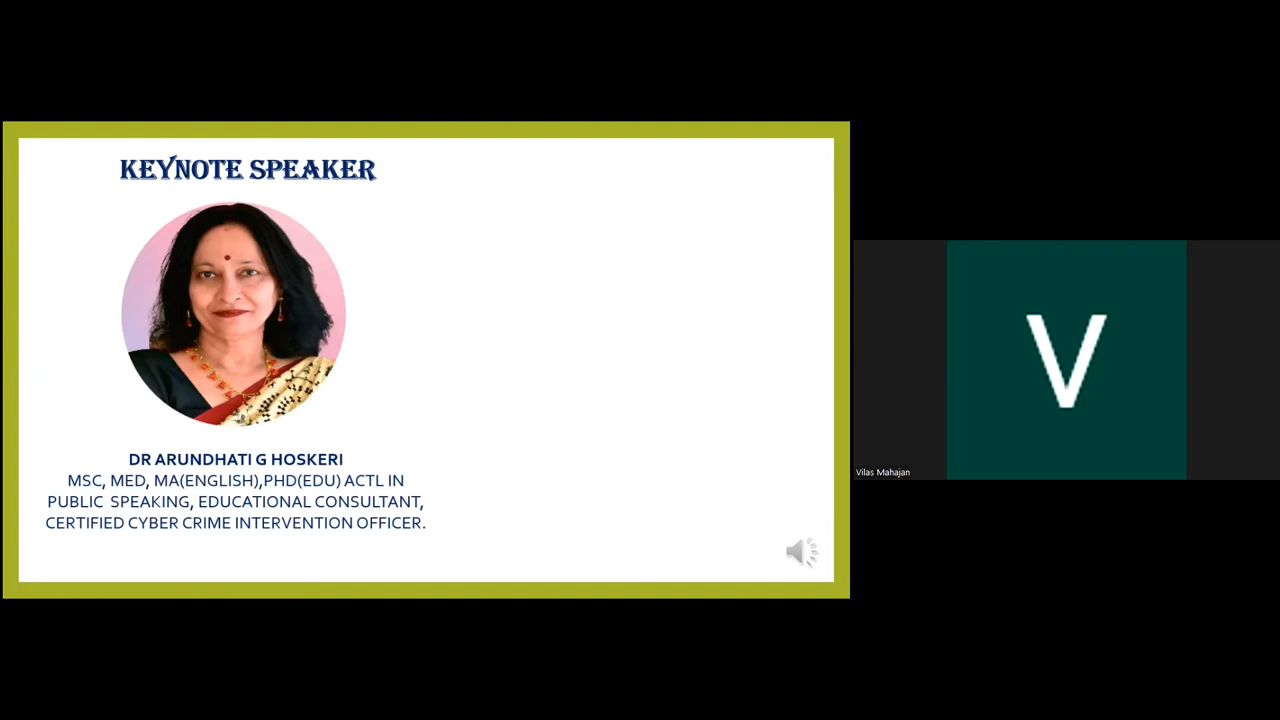 KEYNOTE SPEAKER
DR ARUNDHATI G HOSKERI
MSC, MED, MA(ENGLISH),PHD(EDU) ACTL IN
PUBLIC SPEAKING, EDUCATIONAL CONSULTANT,
CERTIFIED CYBER CRIME INTERVENTION OFFICER.
V
Vilas Mahajan